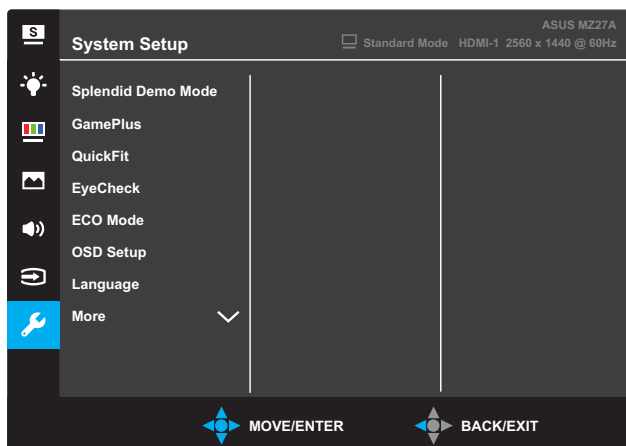 S
ASUS MZ27A
System Setup
Standard Mode HDMI-1 2560 x 1440 @ 60Hz
Splendid Demo Mode
GamePlus
QuickFit
EyeCheck
ECO Mode
OSD Setup
Language
More
MOVE/ENTER BACK/EXIT